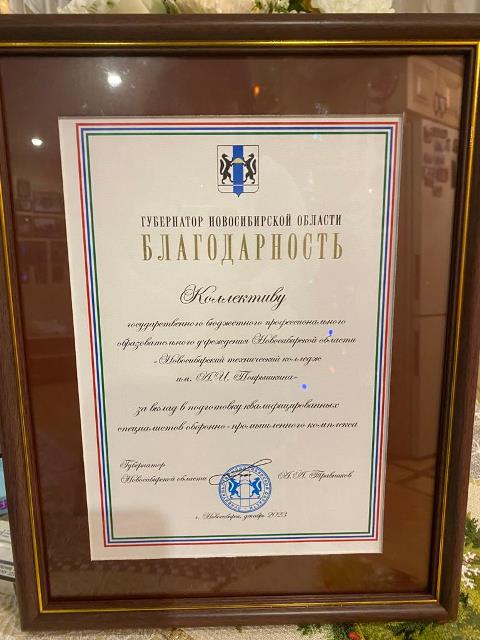 ГУБЕРНАТОР НОВОСИБИРСКОЙ ОБЛАСТИ
БЛАГОДАРНОСТЬ
Коллективу
государственного бюджетного профессионального
образовательного учреждения Новосибирской области
«Новосибирский технический колледж
им. А.И. Покрышкина»
за вклад в подготовку квалифицированных
специалистов оборонно-промышленного комплекса
Губернатор
Новосибирской области
А.А. Травников
г. Новосибирск, декабрь 2023